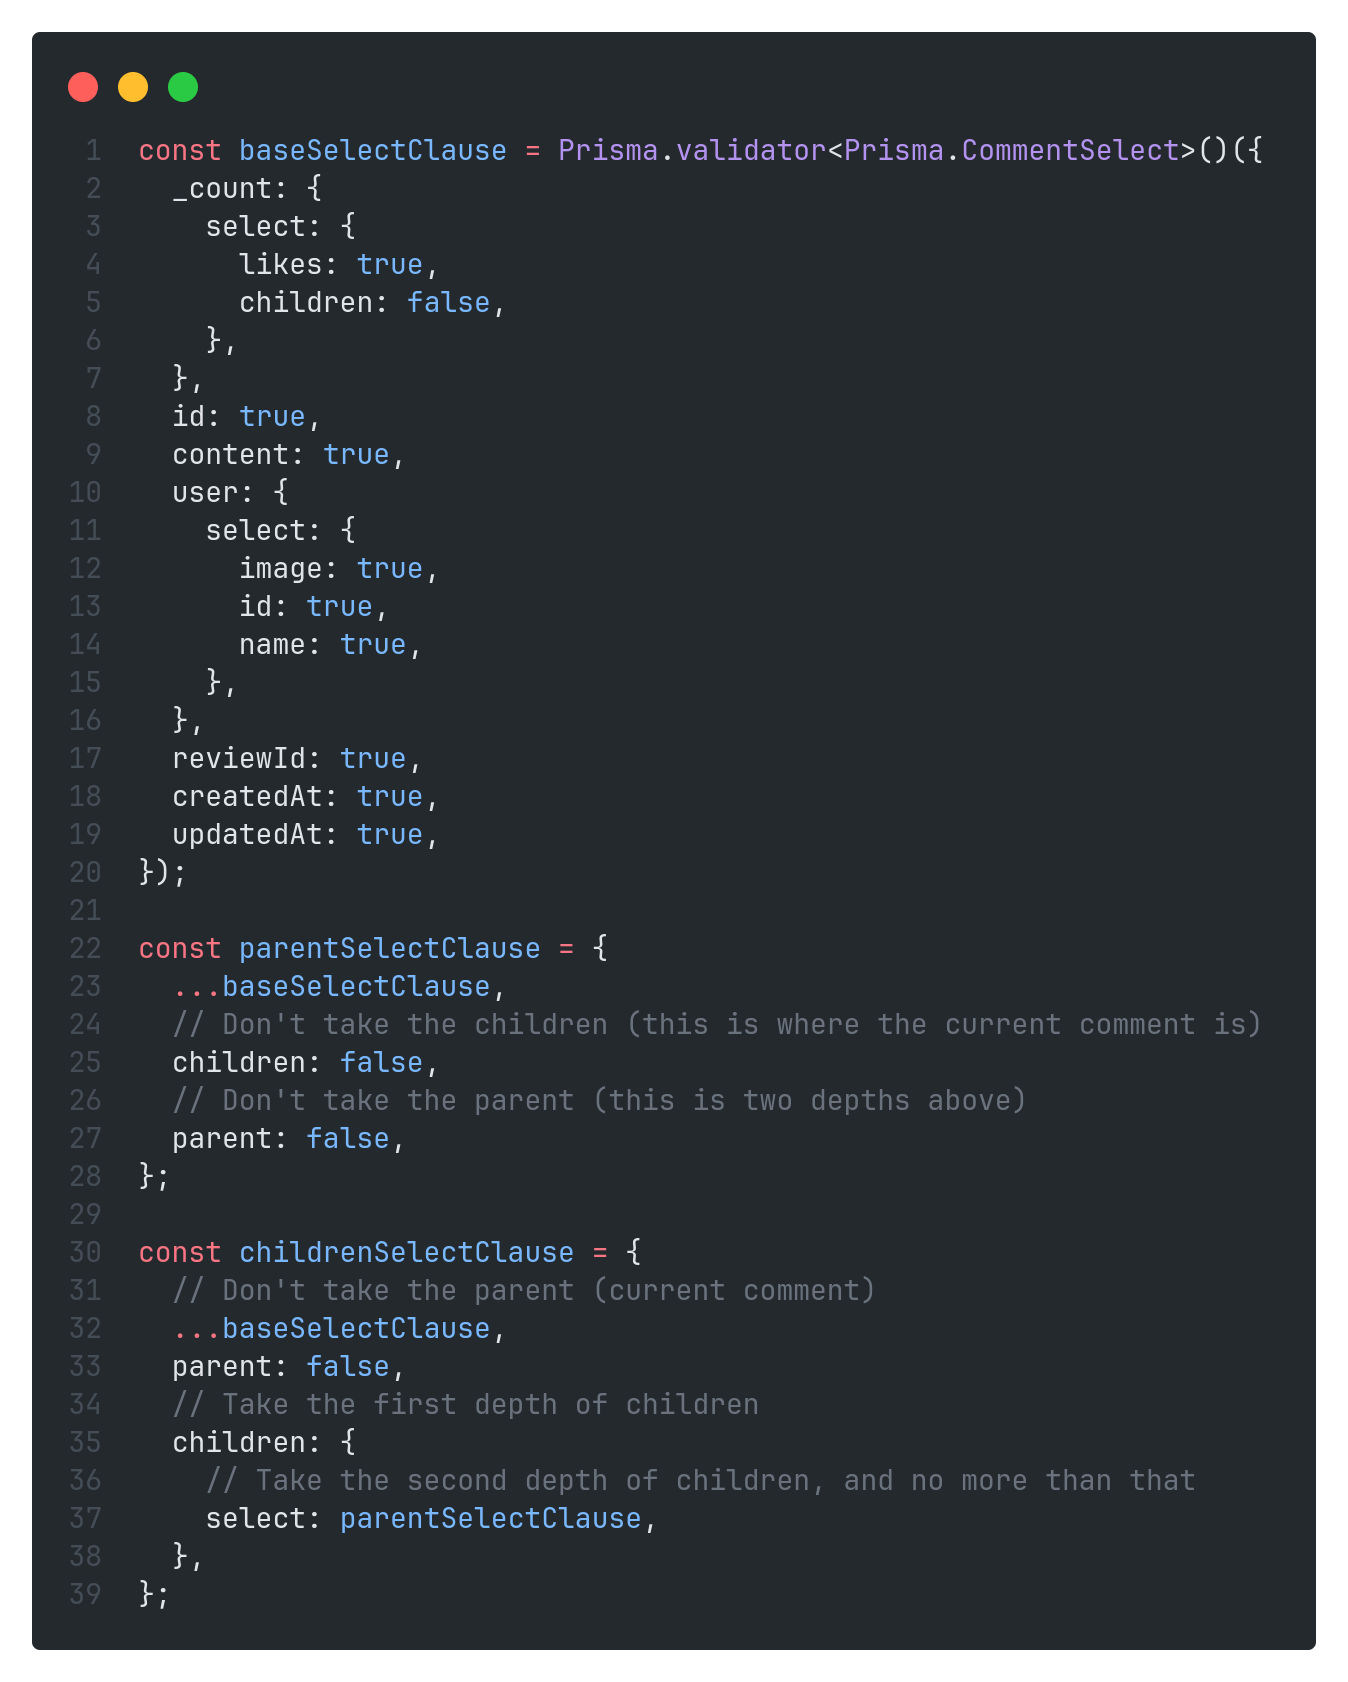 1 const baseSelectClause = Prisma.validator<Prisma.CommentSelect>()({
2   _count: {
3     select: {
4       likes: true,
5       children: false,
6     },
7   },
8   id: true,
9   content: true,
10   user: {
11     select: {
12       image: true,
13       id: true,
14       name: true,
15     },
16   },
17   reviewId: true,
18   createdAt: true,
19   updatedAt: true,
20 });
21
22 const parentSelectClause = {
23   ...baseSelectClause,
24   // Don't take the children (this is where the current comment is)
25   children: false,
26   // Don't take the parent (this is two depths above)
27   parent: false,
28 };
29
30 const childrenSelectClause = {
31   // Don't take the parent (current comment)
32   ...baseSelectClause,
33   parent: false,
34   // Take the first depth of children
35   children: {
36     // Take the second depth of children, and no more than that
37     select: parentSelectClause,
38   },
39 };